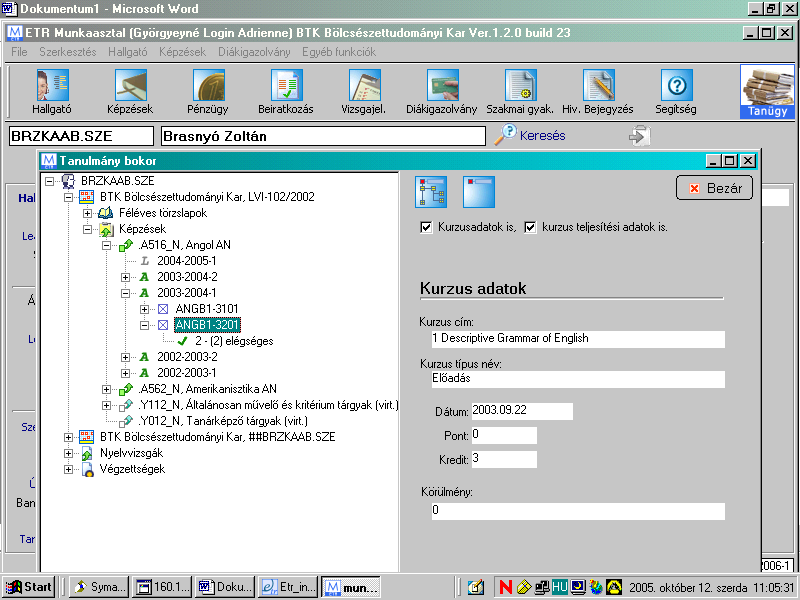 Dokumentum1 - Microsoft Word
ETR Munkaasztal (Györgyeyné Login Adrienne) BTK Bölcsészettudományi Kar Ver.1.2.0 build 23
File Szerkesztés Hallgató Képzések Diákigazolvány Egyéb funkciók
Hallgató Képzések Pénzügy Beiratkozás Vizsgajel. Diákigazolvány Szakmai gyak. Hiv. Bejegyzés Segítség Tanügy
BRZKAAB.SZE Brasnyó Zoltán Keresés
Tanulmány bokor
BRZKAAB.SZE
Bezár
BTK Bölcsészettudományi Kar, LVI-102/2002
Féléves törzslapok
Képzések
Kurzusadatok is, kurzus teljesítési adatok is.
.A516_N, Angol AN
2004-2005-1
2003-2004-2
2003-2004-1
Kurzus adatok
ANGB1-3101
ANGB1-3201
Kurzus cím:
2 - (2) elégséges
1 Descriptive Grammar of English
2002-2003-2
Kurzus típus név:
2002-2003-1
Előadás
.A562_N, Amerikanisztika AN
.Y112_N, Általánosan művelő és kritérium tárgyak (virt.)
Dátum: 2003.09.22
.Y012_N, Tanárképző tárgyak (virt.)
BTK Bölcsészettudományi Kar, ##BRZKAAB.SZE
Pont: 0
Nyelvvizsgák
Kredit: 3
Végzettségek
Körülmény:
0
2006-1
Start Syma... 160.1... Doku... Etr_in... mun... HU 2005. október 12. szerda 11:05:31